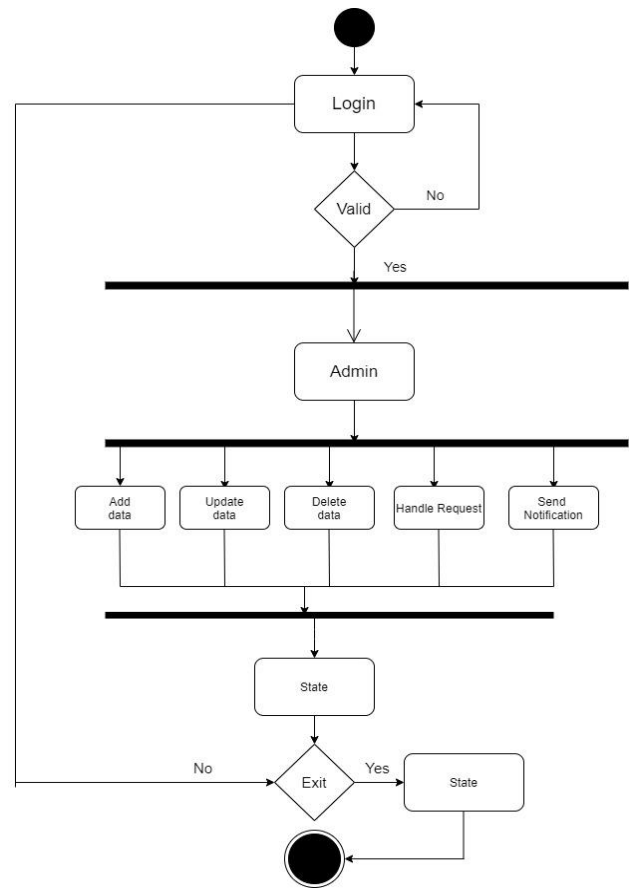 Login
No
Valid
Yes
Admin
Add
data
Update
data
Delete
data
Handle Request
Send
Notification
State
No
Exit
Yes
State